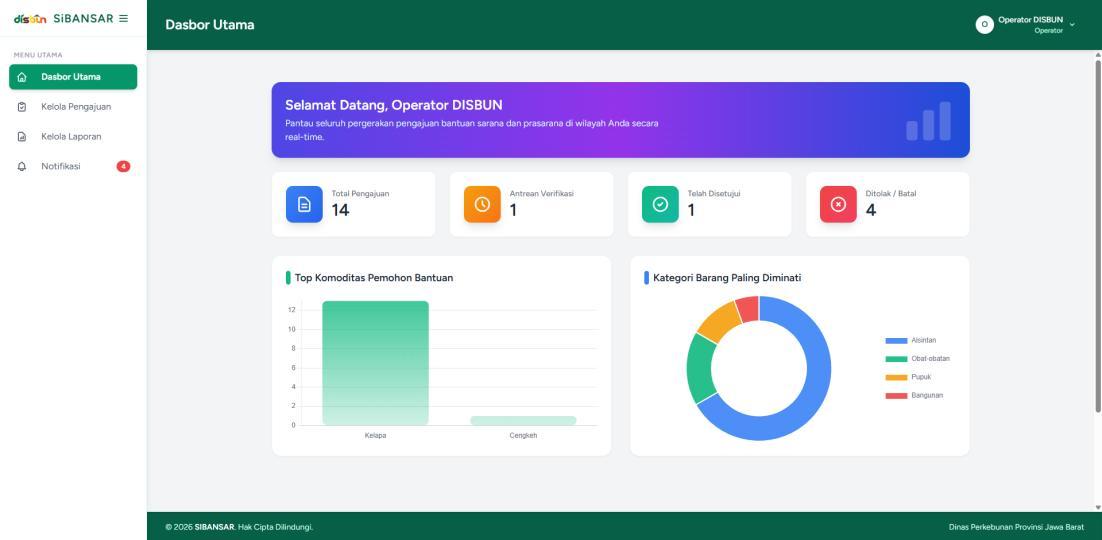 disbun SiBANSAR
MENU UTAMA
Dasbor Utama
Kelola Pengajuan
Kelola Laporan
Notifikasi 4
Dasbor Utama
O Operator DISBUN
Operator
Selamat Datang, Operator DISBUN
Pantau seluruh pergerakan pengajuan bantuan sarana dan prasarana di wilayah Anda secara
real-time.
Total Pengajuan
14
Antrean Verifikasi
1
Telah Disetujui
1
Ditolak / Batal
4
Top Komoditas Pemohon Bantuan
12
10
8
6
4
2
0
Kelapa Cengkeh
Kategori Barang Paling Diminati
Alsintan
Obat-obatan
Pupuk
Bangunan
© 2026 SIBANSAR. Hak Cipta Dilindungi.
Dinas Perkebunan Provinsi Jawa Barat